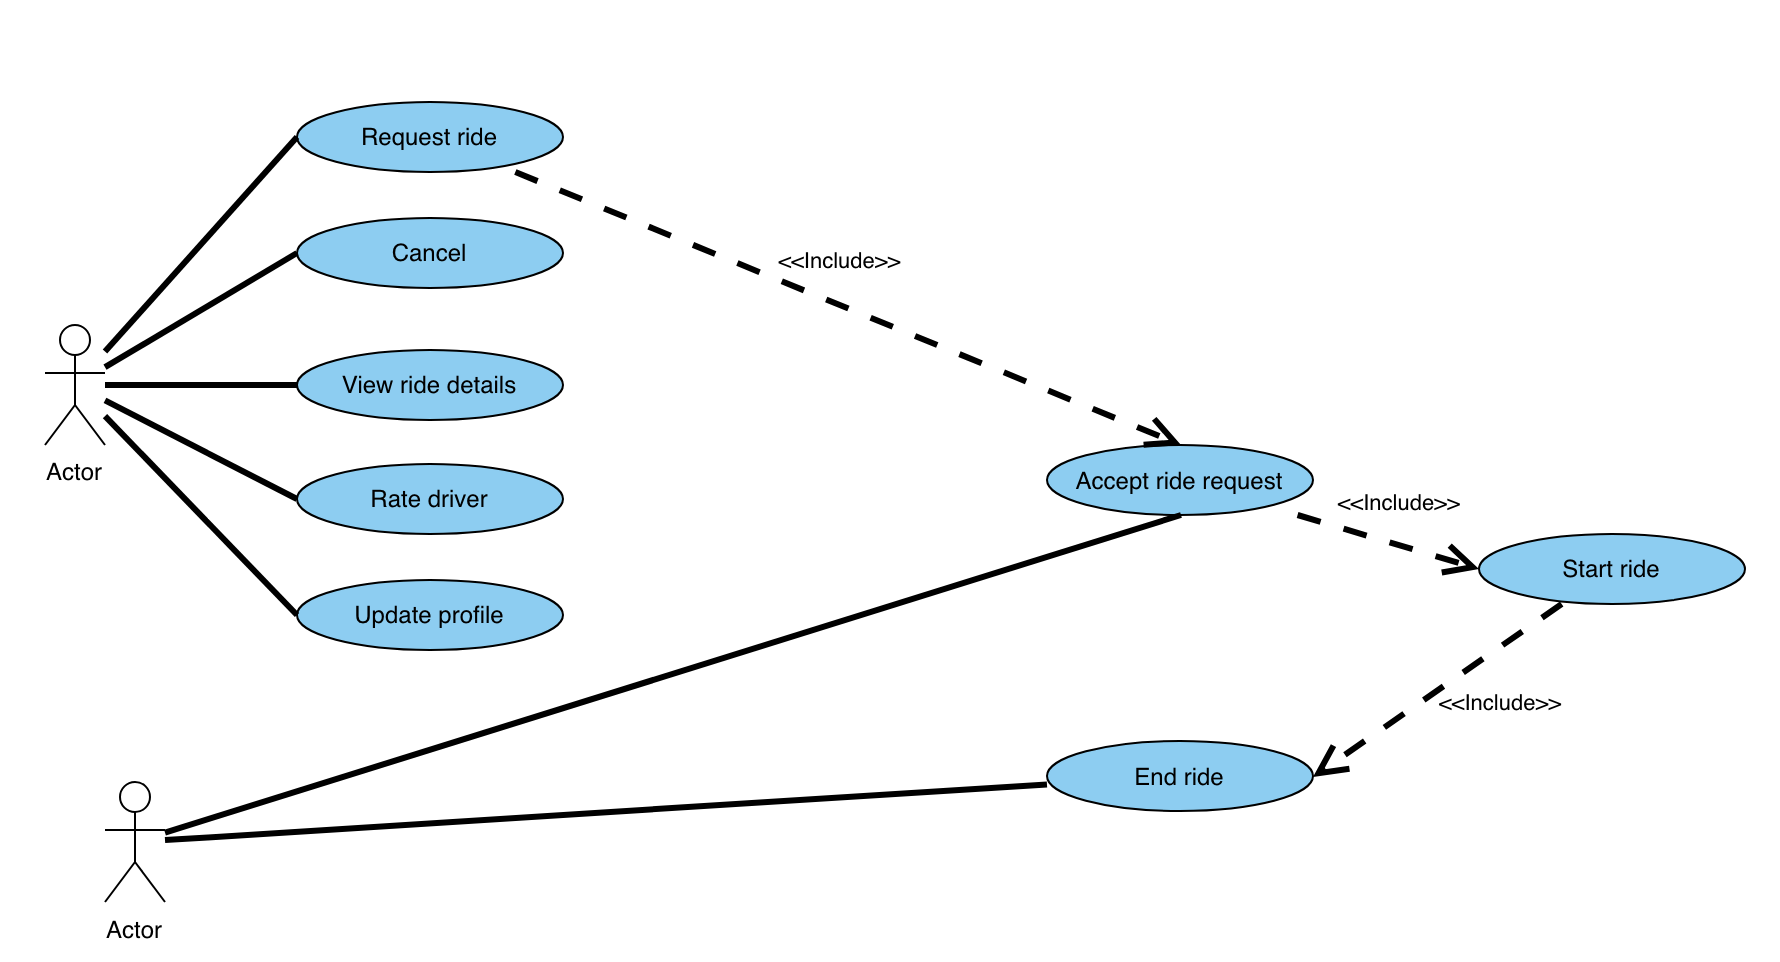 Request ride
Cancel
<<Include>>
View ride details
Actor
Rate driver
Accept ride request
<<Include>>
Start ride
Update profile
<<Include>>
End ride
Actor